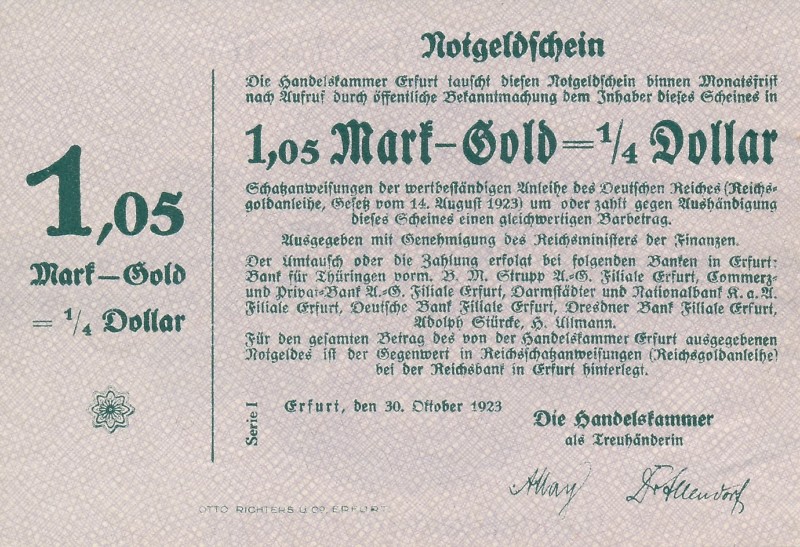 Notgeldschein
Die Handelskammer Erfurt tauscht diesen Notgeldschein binnen Monatsfrist
nach Aufruf durch öffentliche Bekanntmachung dem Inhaber dieses Scheines in
1,05 Mark-Gold = 1/4 Dollar
Schatzanweisungen der wertbeständigen Anleihe des Deutschen Reiches (Reichs-
goldanleihe, Gesetz vom 14. August 1923) um oder zahlt gegen Aushändigung
dieses Scheines einen gleichwertigen Barbetrag.
Ausgegeben mit Genehmigung des Reichsministers der Finanzen.
Der Umtausch oder die Zahlung erfolgt bei folgenden Banken in Erfurt:
Bank für Thüringen vorm. B. M. Strupp A.-G. Filiale Erfurt, Commerz-
und Privat-Bank A.-G. Filiale Erfurt, Darmstädter und Nationalbank K. a. A.
Filiale Erfurt, Deutsche Bank Filiale Erfurt, Dresdner Bank Filiale Erfurt,
Adolph Stürcke, H. Ullmann.
Für den gesamten Betrag des von der Handelskammer Erfurt ausgegebenen
Notgeldes ist der Gegenwert in Reichsschatzanweisungen (Reichsgoldanleihe)
bei der Reichsbank in Erfurt hinterlegt.
Erfurt, den 30. Oktober 1923
Die Handelskammer
als Treuhänderin
Serie I
1,05
Mark-Gold
= 1/4 Dollar
OTTO RICHTERS U. CO. ERFURT